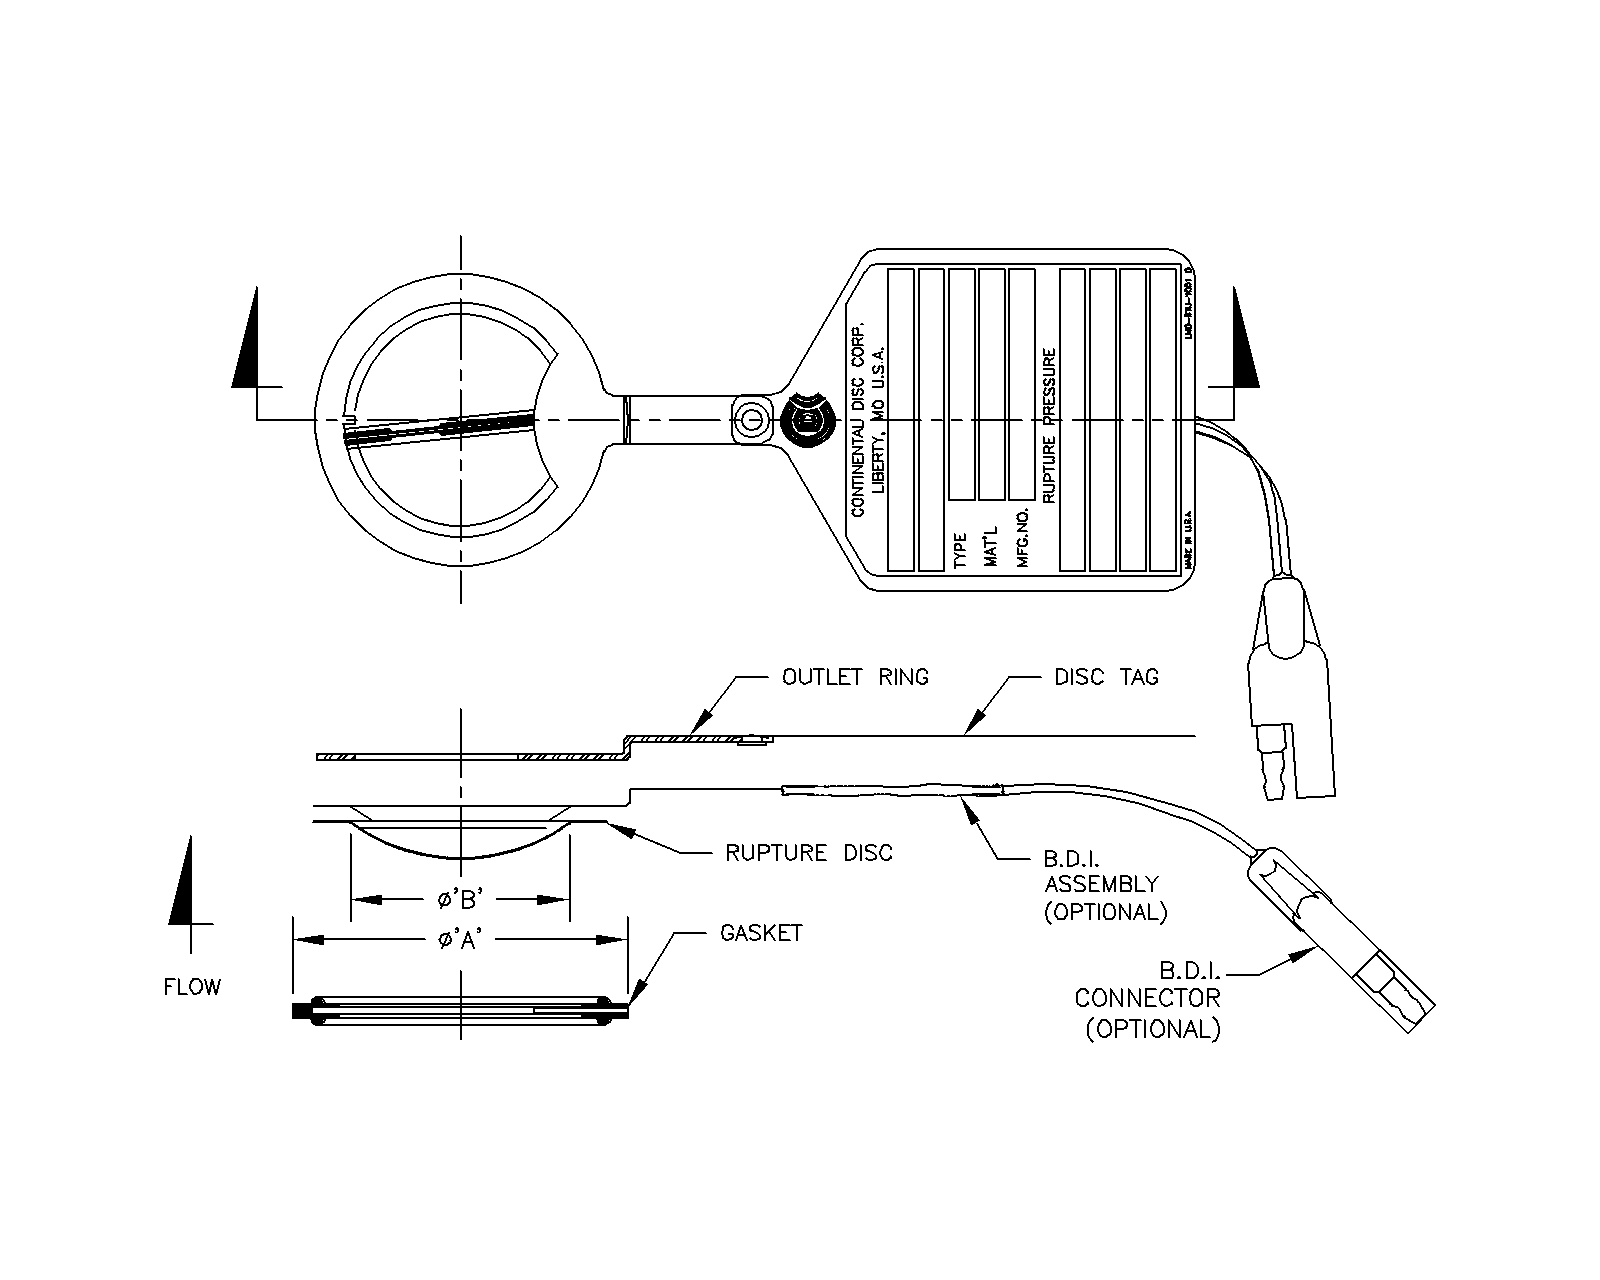 CONTINENTAL DISC CORP.
LIBERTY, MO U.S.A.
TYPE
MAT'L
MFG.NO.
RUPTURE PRESSURE
MADE IN U.S.A.
OUTLET RING
DISC TAG
RUPTURE DISC
B.D.I.
ASSEMBLY
(OPTIONAL)
ø'B'
ø'A'
GASKET
FLOW
B.D.I.
CONNECTOR
(OPTIONAL)